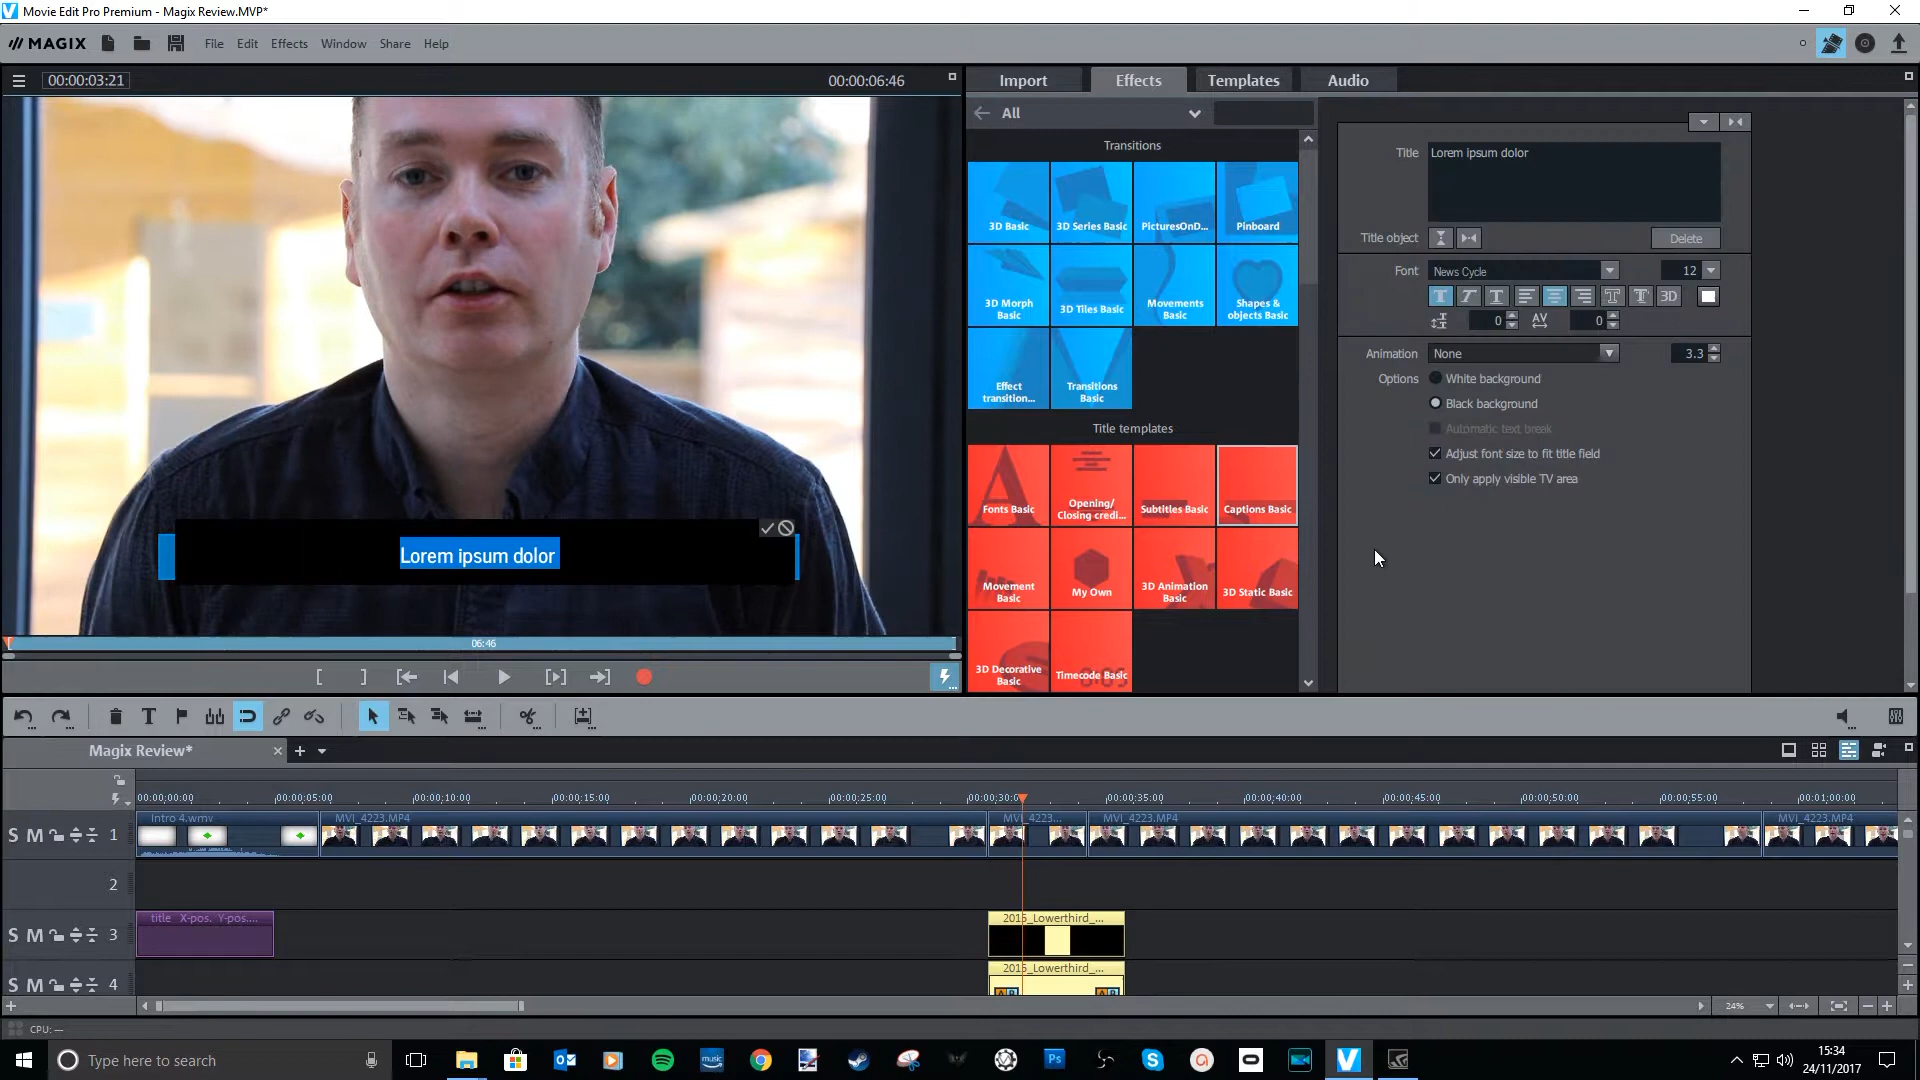 Movie Edit Pro Premium - Magix Review.MVP*
MAGIX File Edit Effects Window Share Help
00:00:03:21 00:00:06:46
Import Effects Templates Audio
All
Transitions
3D Basic 3D Series Basic PicturesOnD... Pinboard
3D Morph Basic 3D Tiles Basic Movements Basic Shapes & objects Basic
Effect transition... Transitions Basic
Title templates
Fonts Basic Opening/ Closing credi... Subtitles Basic Captions Basic
Movement Basic My Own 3D Animation Basic 3D Static Basic
3D Decorative Basic Timecode Basic
Title Lorem ipsum dolor
Title object Delete
Font News Cycle 12
3D
0 AV 0
Animation None 3.3
Options White background
Black background
Automatic text break
Adjust font size to fit title field
Only apply visible TV area
Lorem ipsum dolor
06:46
Magix Review*
00:00:00:00 00:00:05:00 00:00:10:00 00:00:15:00 00:00:20:00 00:00:25:00 00:00:30:0 00:00:35:00 00:00:40:00 00:00:45:00 00:00:50:00 00:00:55:00 00:01:00:00
Intro 4.wmv MVI_4223.MP4 MVI_4223... MVI_4223.MP4 MVI_4223.MP4
S M 1
2
title X-pos. Y-pos....
2015_Lowerthird_...
S M 3
2015_Lowerthird_...
S M 4
24%
CPU: —
Type here to search
15:34
24/11/2017